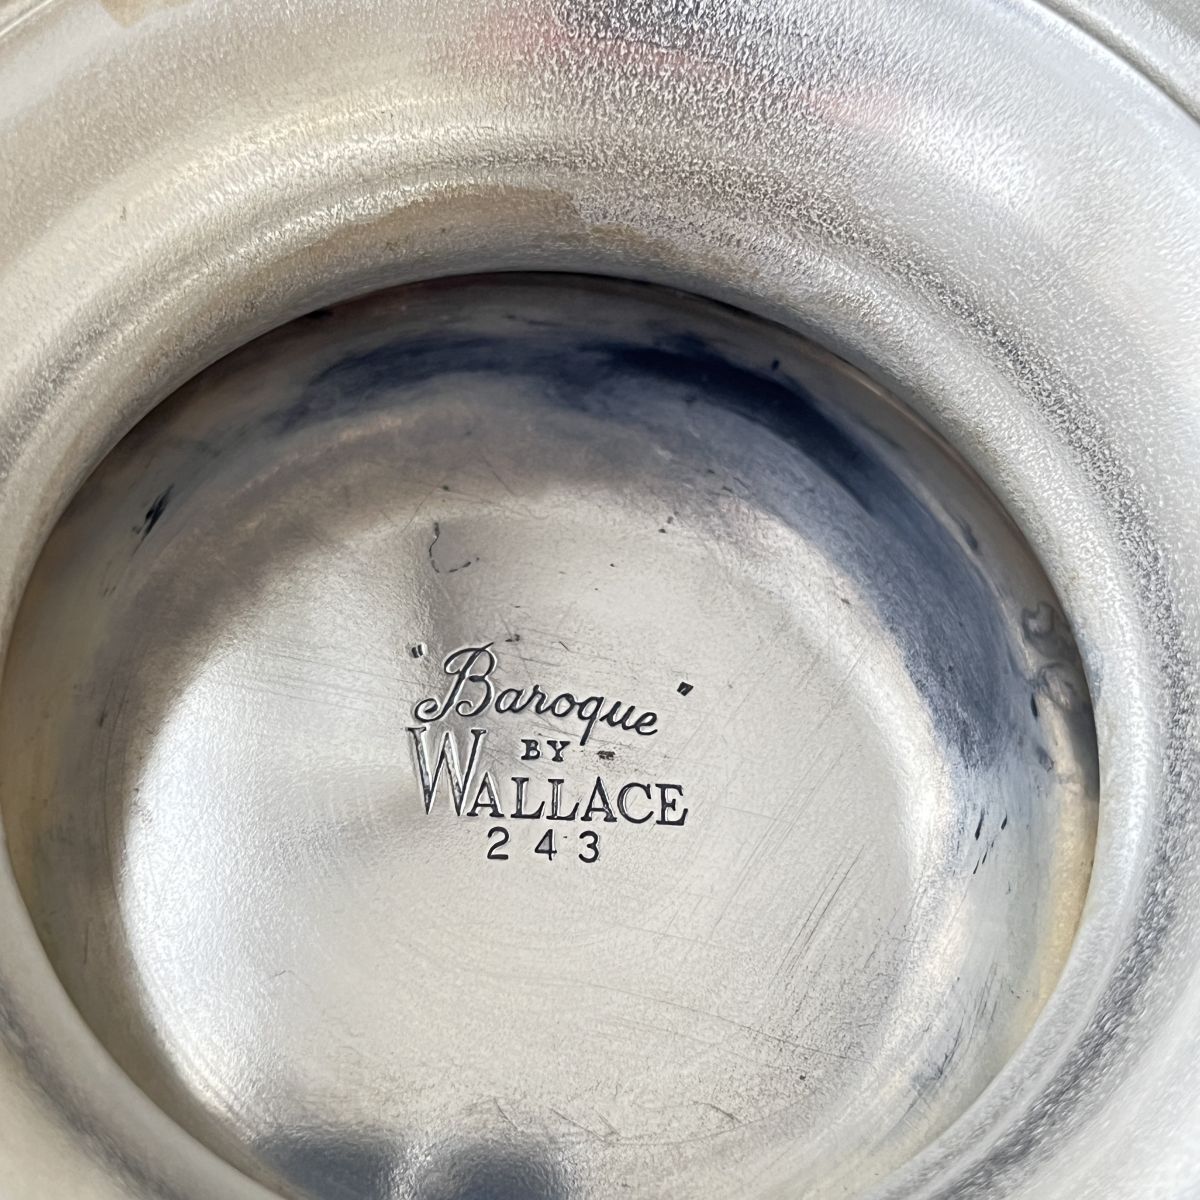 "Baroque"
BY
WALLACE
243